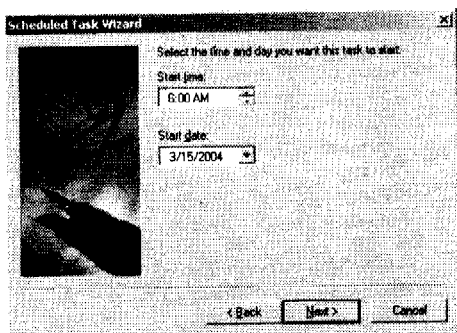 Scheduled Task Wizard
Select the time and day you want this task to start.
Start time:
6:00 AM
Start date:
3/15/2004
< Back
Next >
Cancel